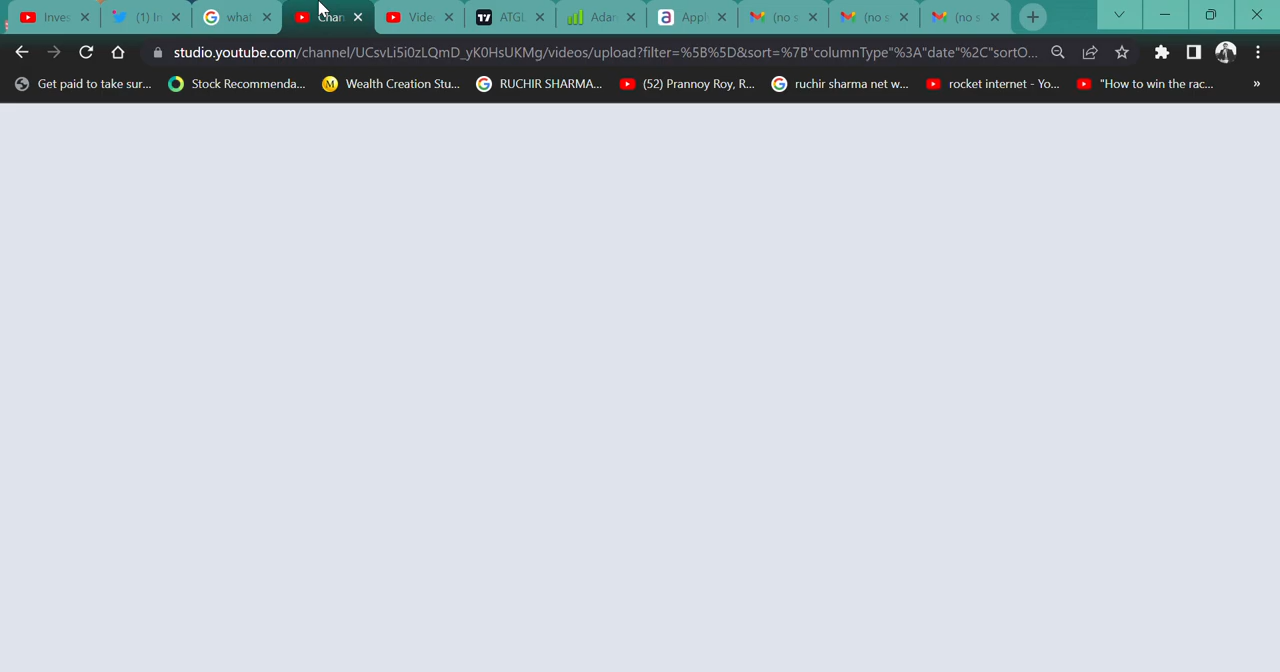 Inves (1) In what Chan Video ATGL Adan Appl (no s (no s (no s
studio.youtube.com/channel/UCsvLi5i0zLQmD_yK0HsUKMg/videos/upload?filter=%5B%5D&sort=%7B"columnType"%3A"date"%2C"sortO...
Get paid to take sur... Stock Recommenda... M Wealth Creation Stu... RUCHIR SHARMA... (52) Prannoy Roy, R... ruchir sharma net w... rocket internet - Yo... "How to win the rac... »